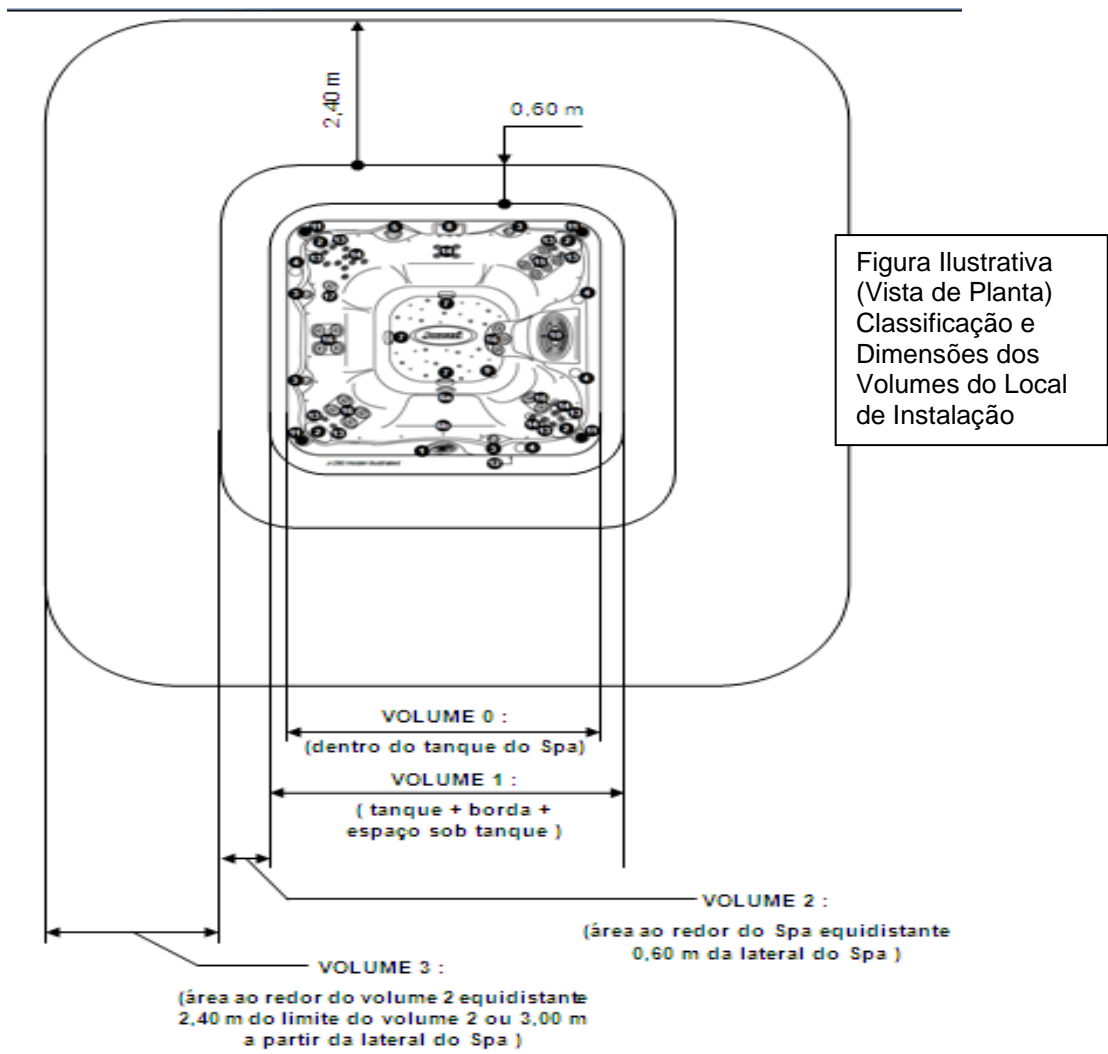 2,40 m
0,60 m
Figura Ilustrativa
(Vista de Planta)
Classificação e
Dimensões dos
Volumes do Local
de Instalação
VOLUME 0 :
(dentro do tanque do Spa)
VOLUME 1 :
( tanque + borda +
espaço sob tanque )
VOLUME 2 :
(área ao redor do Spa equidistante
0,60 m da lateral do Spa )
VOLUME 3 :
(área ao redor do volume 2 equidistante
2,40 m do limite do volume 2 ou 3,00 m
a partir da lateral do Spa )